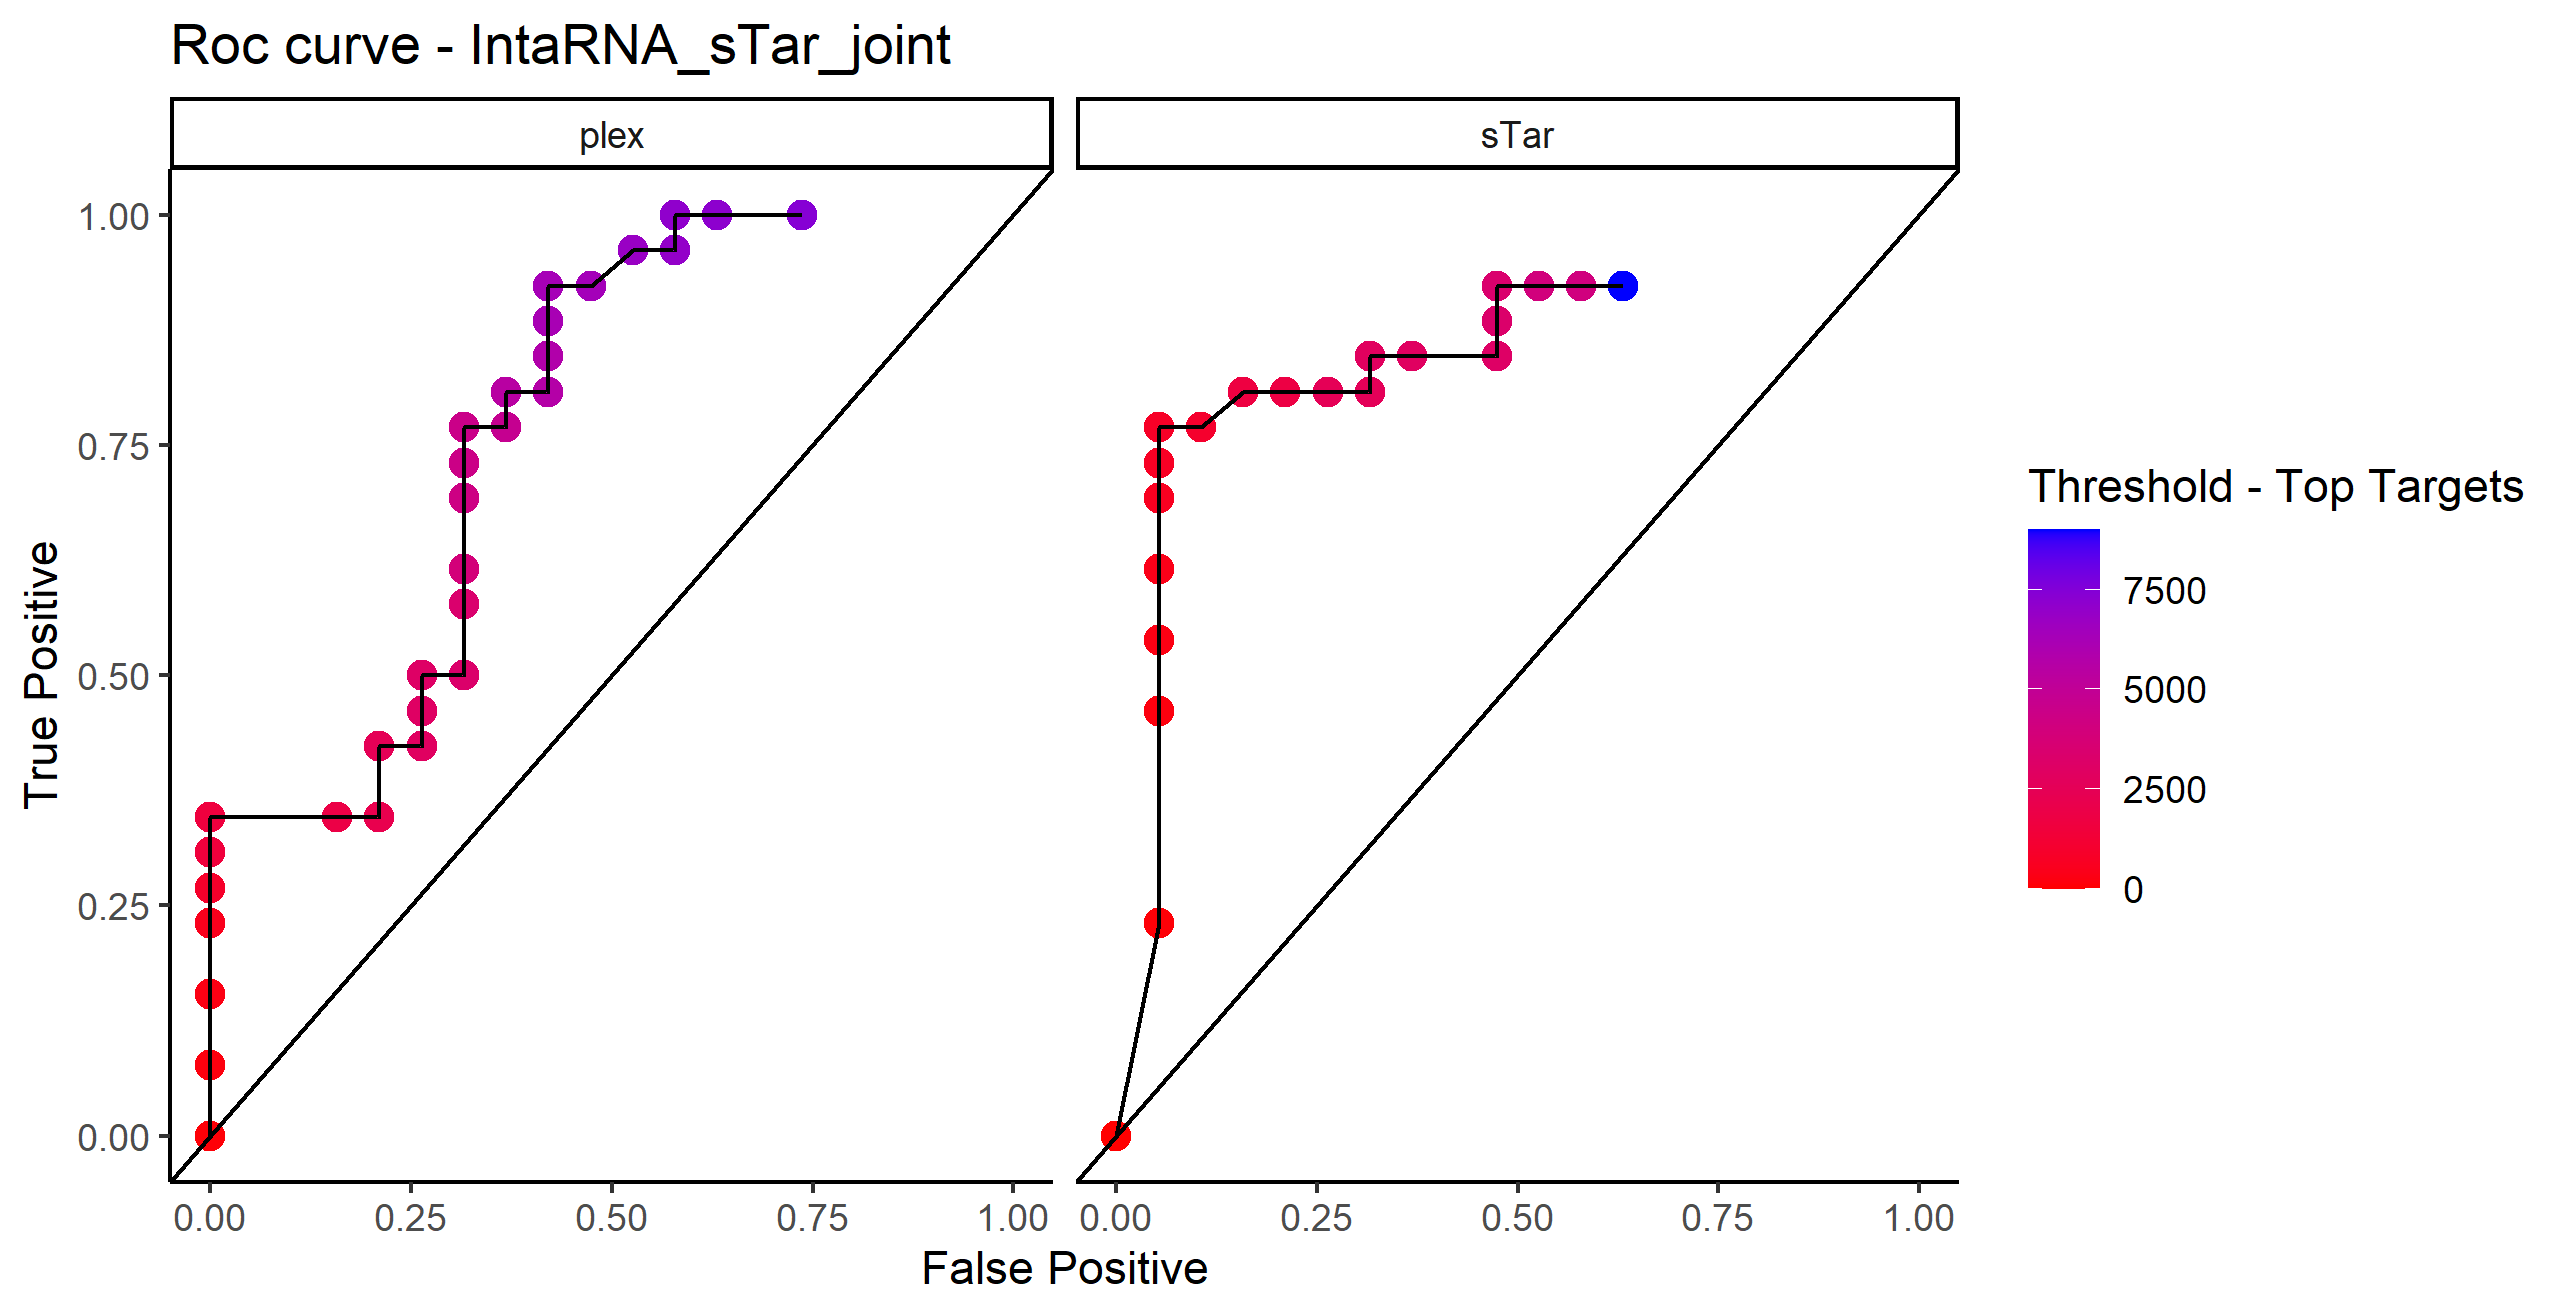 Roc curve - IntaRNA_sTar_joint
plex
sTar
True Positive
1.00
0.75
0.50
0.25
0.00
0.00 0.25 0.50 0.75 1.00
0.00 0.25 0.50 0.75 1.00
False Positive
Threshold - Top Targets
7500
5000
2500
0